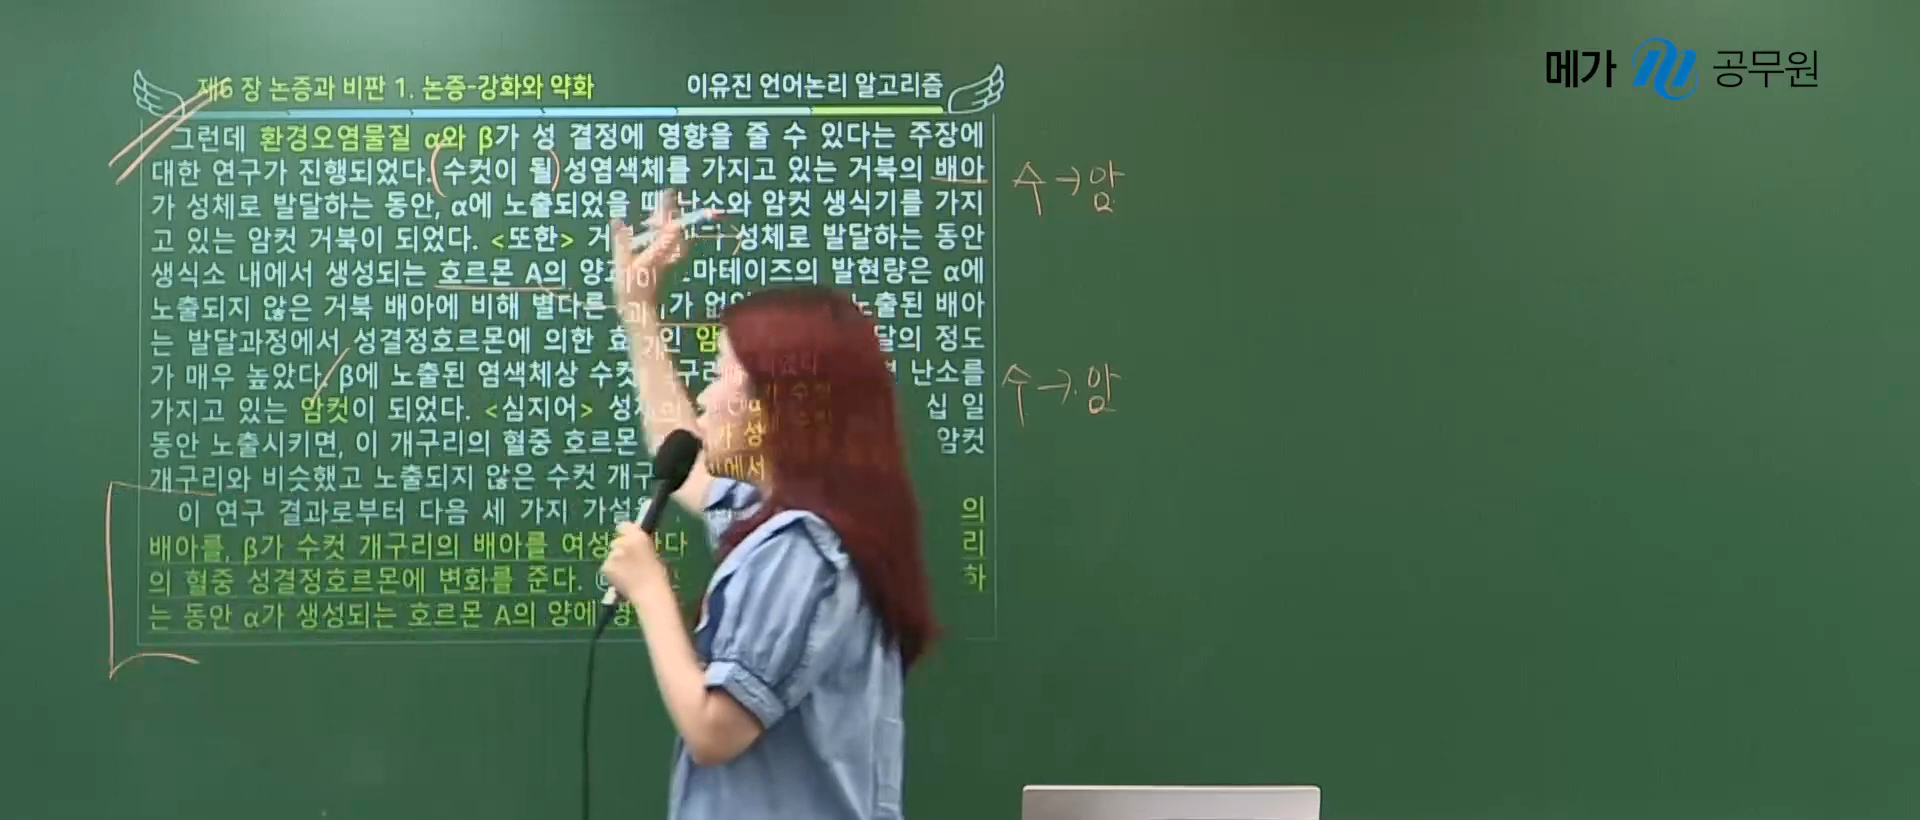 메가 공무원
제6 장 논증과 비판 1. 논증-강화와 약화 이유진 언어논리 알고리즘
그런데 환경오염물질 α와 β가 성 결정에 영향을 줄 수 있다는 주장에
대한 연구가 진행되었다. (수컷이 될) 성염색체를 가지고 있는 거북의 배아
수→암
가 성체로 발달하는 동안, α에 노출되었을 때 난소와 암컷 생식기를 가지
고 있는 암컷 거북이 되었다. <또한> 성체로 발달하는 동안
생식소 내에서 생성되는 호르몬 A의 마테이즈의 발현량은 α에
노출되지 않은 거북 배아에 비해 별다른 노출된 배아
는 발달과정에서 성결정호르몬에 의한 의 정도
가 매우 높았다. β에 노출된 염색체상 수컷 난소를
수→암
가지고 있는 암컷이 되었다. <심지어> 십 일
동안 노출시키면, 이 개구리의 혈중 호르몬 암컷
개구리와 비슷했고 노출되지 않은 수컷
이 연구 결과로부터 다음 세 가지 의
배아를, β가 수컷 개구리의 배아를 리
의 혈중 성결정호르몬에 변화를 준다. 하
는 동안 α가 생성되는 호르몬 A의 양에